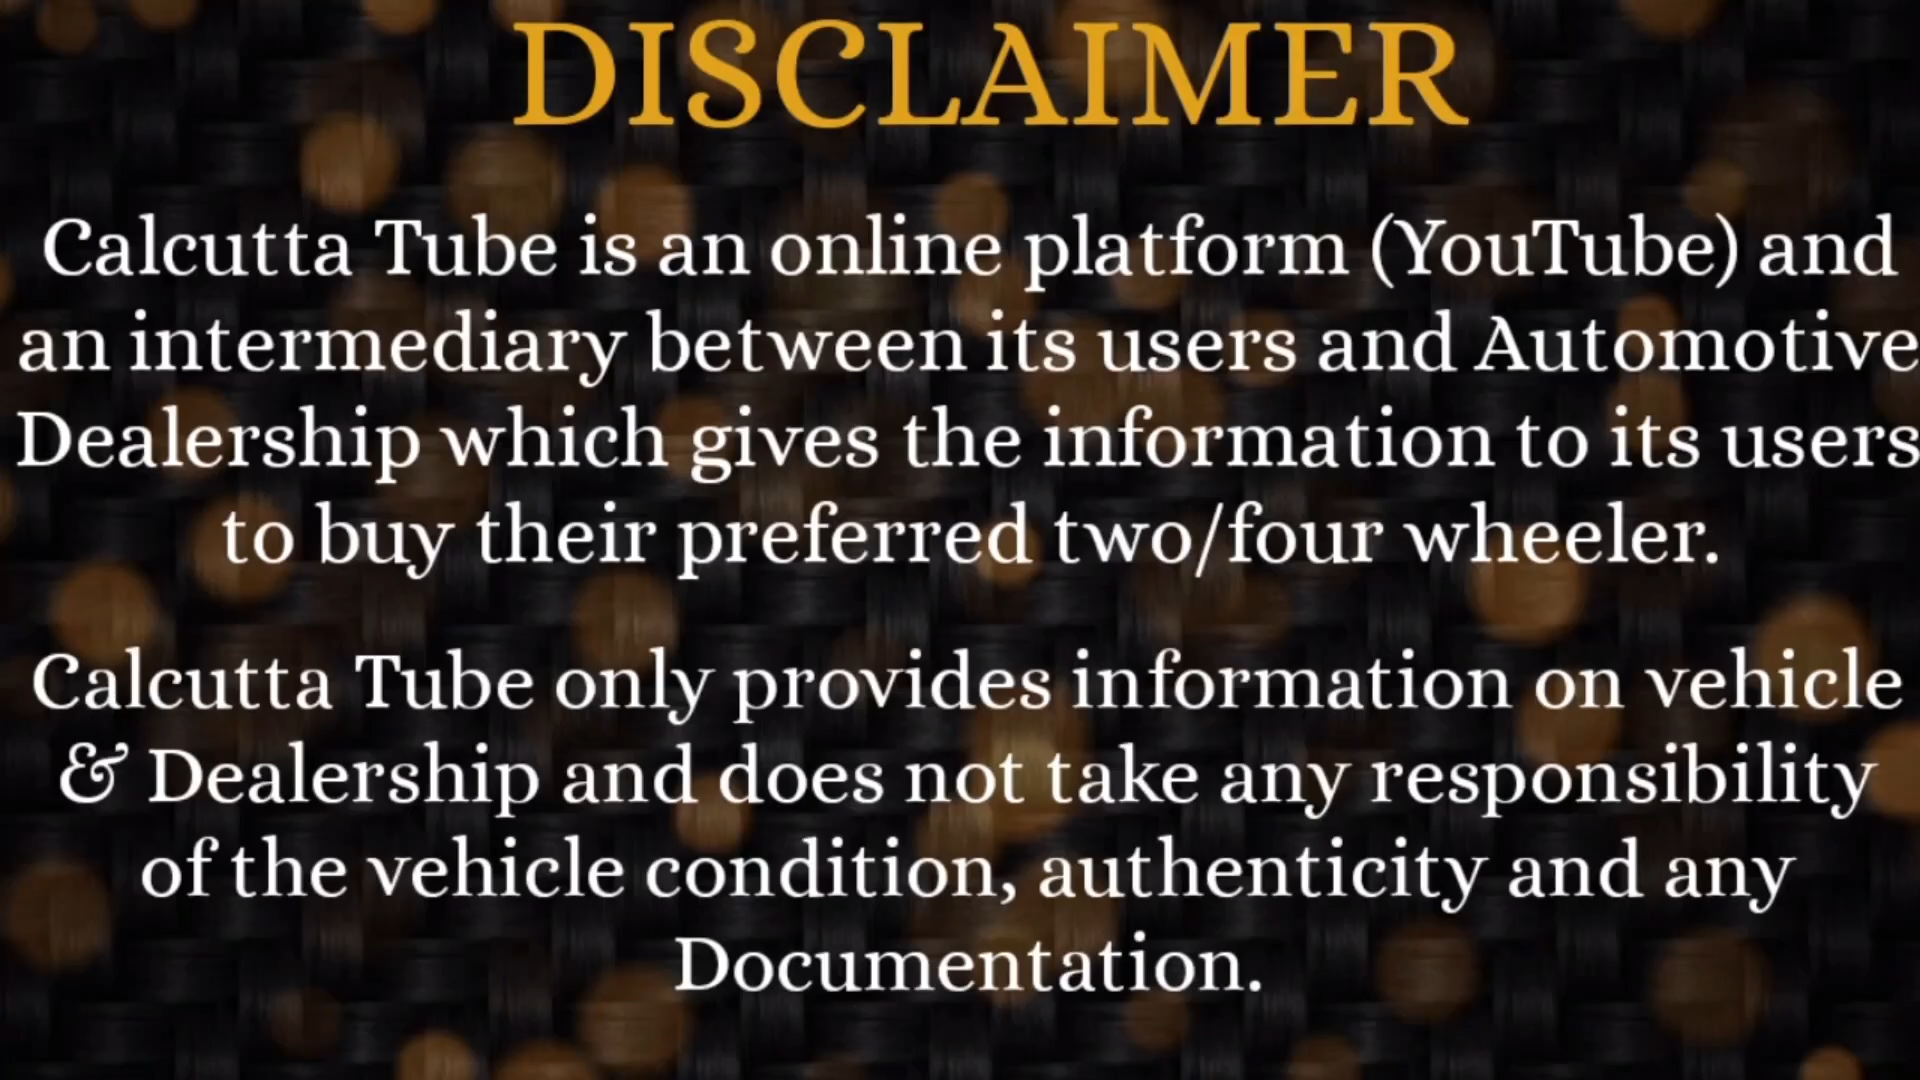 DISCLAIMER
Calcutta Tube is an online platform (YouTube) and
an intermediary between its users and Automotive
Dealership which gives the information to its users
to buy their preferred two/four wheeler.
Calcutta Tube only provides information on vehicle
& Dealership and does not take any responsibility
of the vehicle condition, authenticity and any
Documentation.